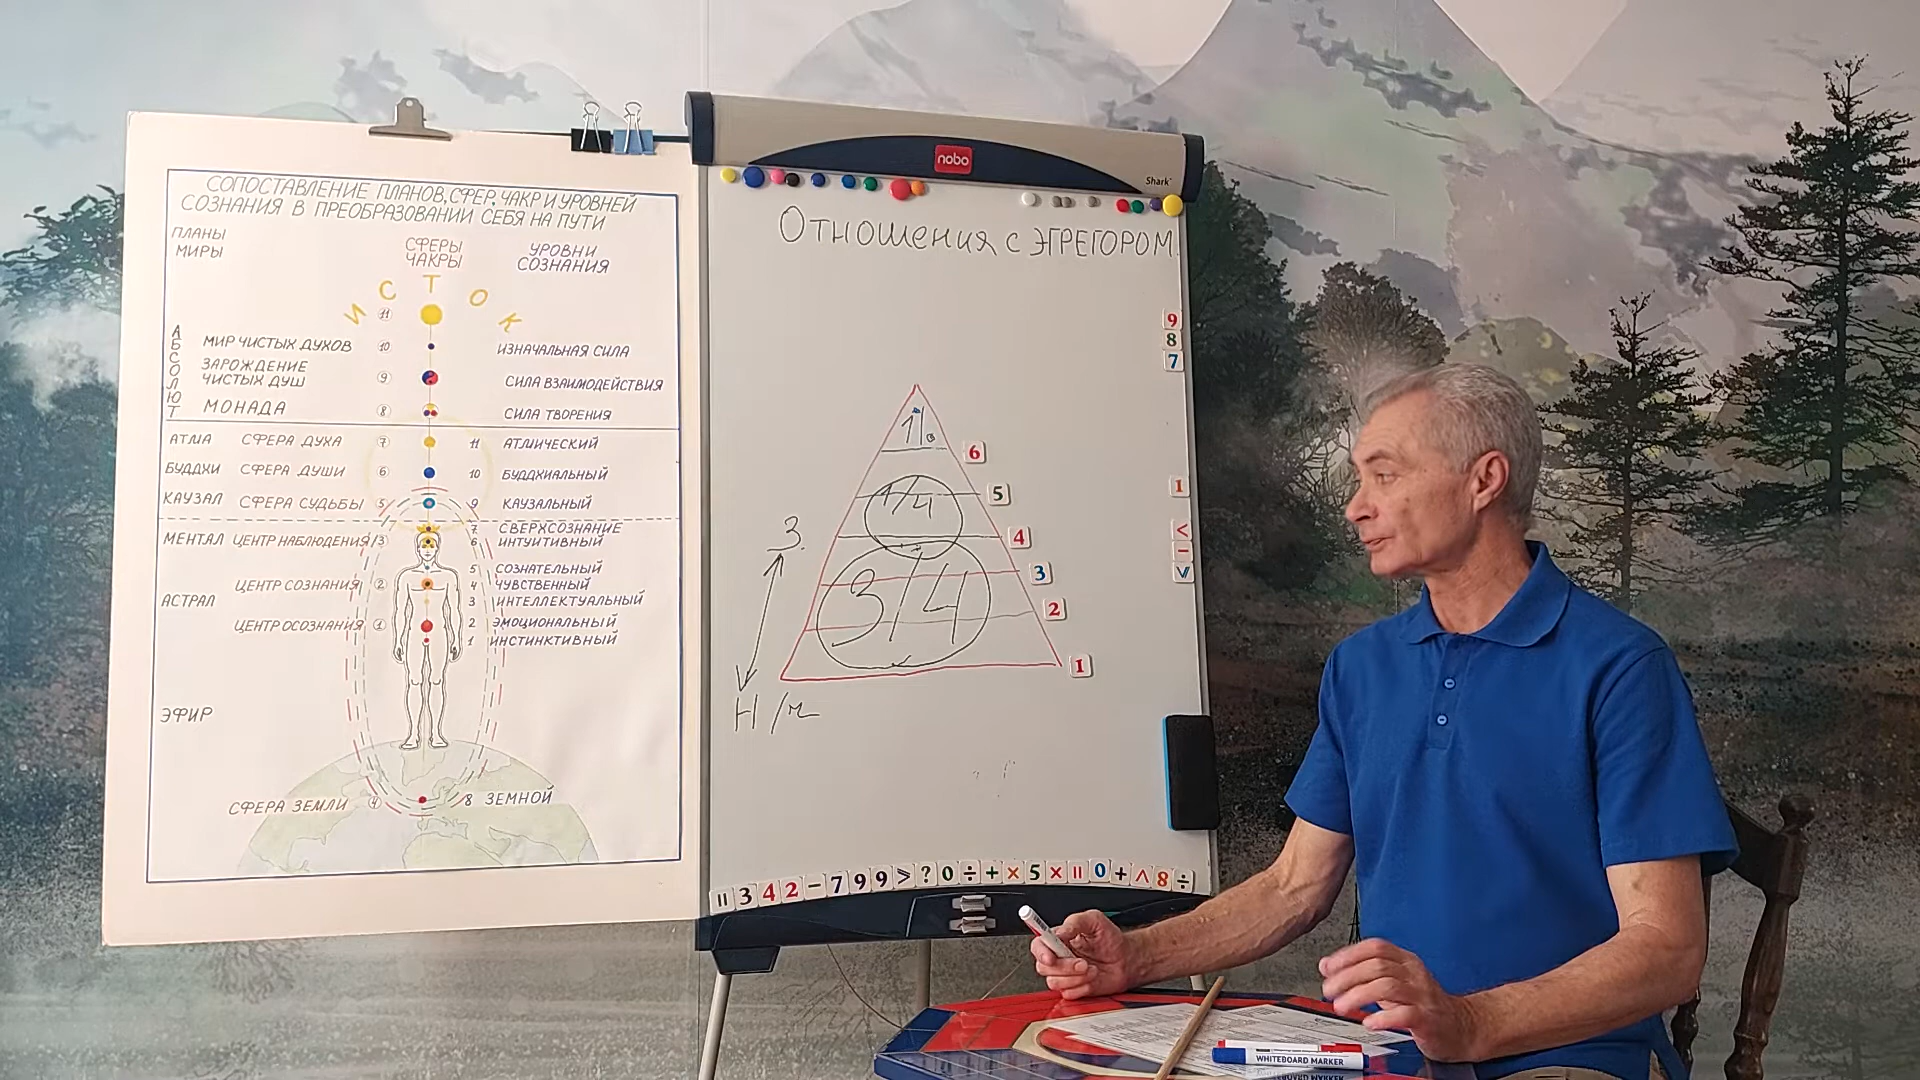 СОПОСТАВЛЕНИЕ ПЛАНОВ, СФЕР, ЧАКР И УРОВНЕЙ
СОЗНАНИЯ В ПРЕОБРАЗОВАНИИ СЕБЯ НА ПУТИ
ПЛАНЫ
МИРЫ
СФЕРЫ
ЧАКРЫ
УРОВНИ
СОЗНАНИЯ
ИСТОК
11
АБСОЛЮТ
МИР ЧИСТЫХ ДУХОВ 10 ИЗНАЧАЛЬНАЯ СИЛА
ЗАРОЖДЕНИЕ
ЧИСТЫХ ДУШ 9 СИЛА ВЗАИМОДЕЙСТВИЯ
МОНАДА 8 СИЛА ТВОРЕНИЯ
АТМА СФЕРА ДУХА 7 11 АТМИЧЕСКИЙ
БУДДХИ СФЕРА ДУШИ 6 10 БУДДХИАЛЬНЫЙ
КАУЗАЛ СФЕРА СУДЬБЫ 5 9 КАУЗАЛЬНЫЙ
7 СВЕРХСОЗНАНИЕ
МЕНТАЛ ЦЕНТР НАБЛЮДЕНИЯ 3 6 ИНТУИТИВНЫЙ
5 СОЗНАТЕЛЬНЫЙ
ЦЕНТР СОЗНАНИЯ 2 4 ЧУВСТВЕННЫЙ
АСТРАЛ 3 ИНТЕЛЛЕКТУАЛЬНЫЙ
ЦЕНТР ОСОЗНАНИЯ 1 2 ЭМОЦИОНАЛЬНЫЙ
1 ИНСТИНКТИВНЫЙ
ЭФИР
СФЕРА ЗЕМЛИ 4 8 ЗЕМНОЙ
nobo
Shark
ОТНОШЕНИЯ С ЭГРЕГОРОМ
9
8
7
1
<
−
1%
6
5
4
3
2
1
1/4
3/4
З.
Н/ч
= 3 4 2 − 7 9 9 > ? 0 ÷ + × 5 × = 0 + ^ 8 ÷
WHITEBOARD MARKER